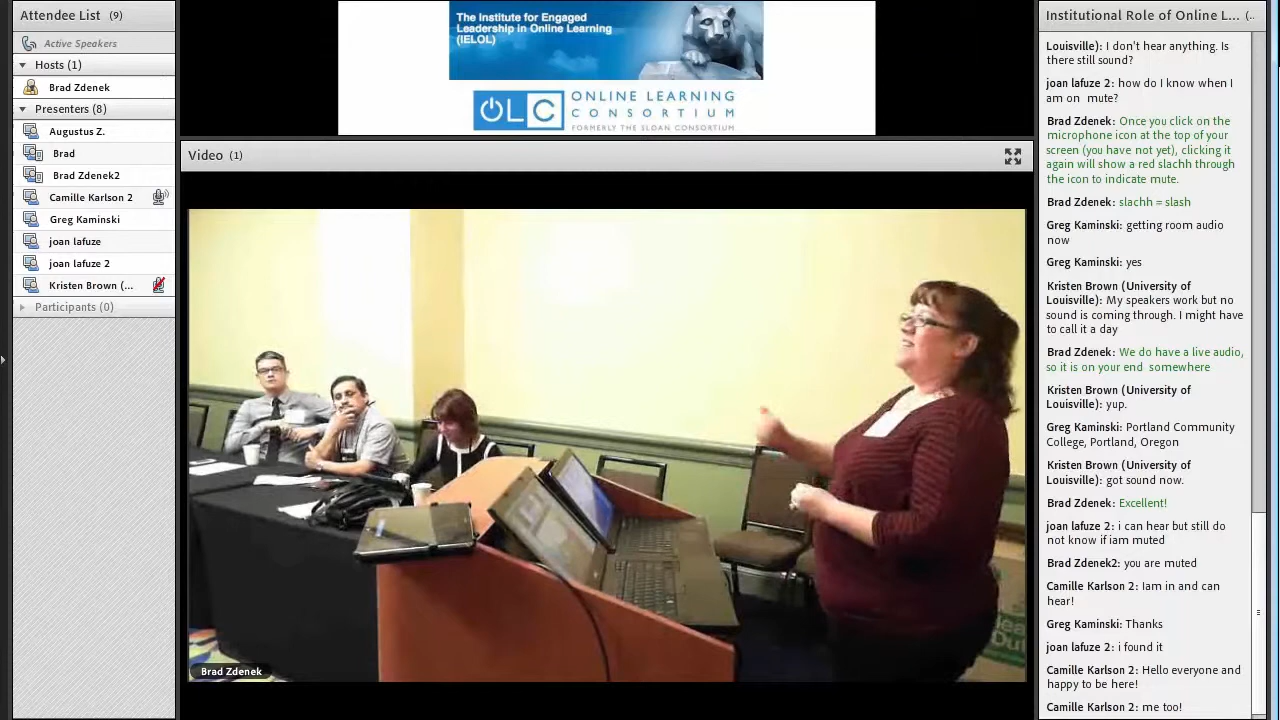 Attendee List (9)
Active Speakers
Hosts (1)
Brad Zdenek
Presenters (8)
Augustus Z.
Brad
Brad Zdenek2
Camille Karlson 2
Greg Kaminski
joan lafuze
joan lafuze 2
Kristen Brown (...
Participants (0)
The Institute for Engaged
Leadership in Online Learning
(IELOL)
OLC
ONLINE LEARNING
CONSORTIUM
FORMERLY THE SLOAN CONSORTIUM
Video (1)
Brad Zdenek
Institutional Role of Online L... (..
Louisville): I don't hear anything. Is
there still sound?
joan lafuze 2: how do I know when I
am on mute?
Brad Zdenek: Once you click on the
microphone icon at the top of your
screen (you have not yet), clicking it
again will show a red slachh through
the icon to indicate mute.
Brad Zdenek: slachh = slash
Greg Kaminski: getting room audio
now
Greg Kaminski: yes
Kristen Brown (University of
Louisville): My speakers work but no
sound is coming through. I might have
to call it a day
Brad Zdenek: We do have a live audio,
so it is on your end somewhere
Kristen Brown (University of
Louisville): yup.
Greg Kaminski: Portland Community
College, Portland, Oregon
Kristen Brown (University of
Louisville): got sound now.
Brad Zdenek: Excellent!
joan lafuze 2: i can hear but still do
not know if iam muted
Brad Zdenek2: you are muted
Camille Karlson 2: Iam in and can
hear!
Greg Kaminski: Thanks
joan lafuze 2: i found it
Camille Karlson 2: Hello everyone and
happy to be here!
Camille Karlson 2: me too!